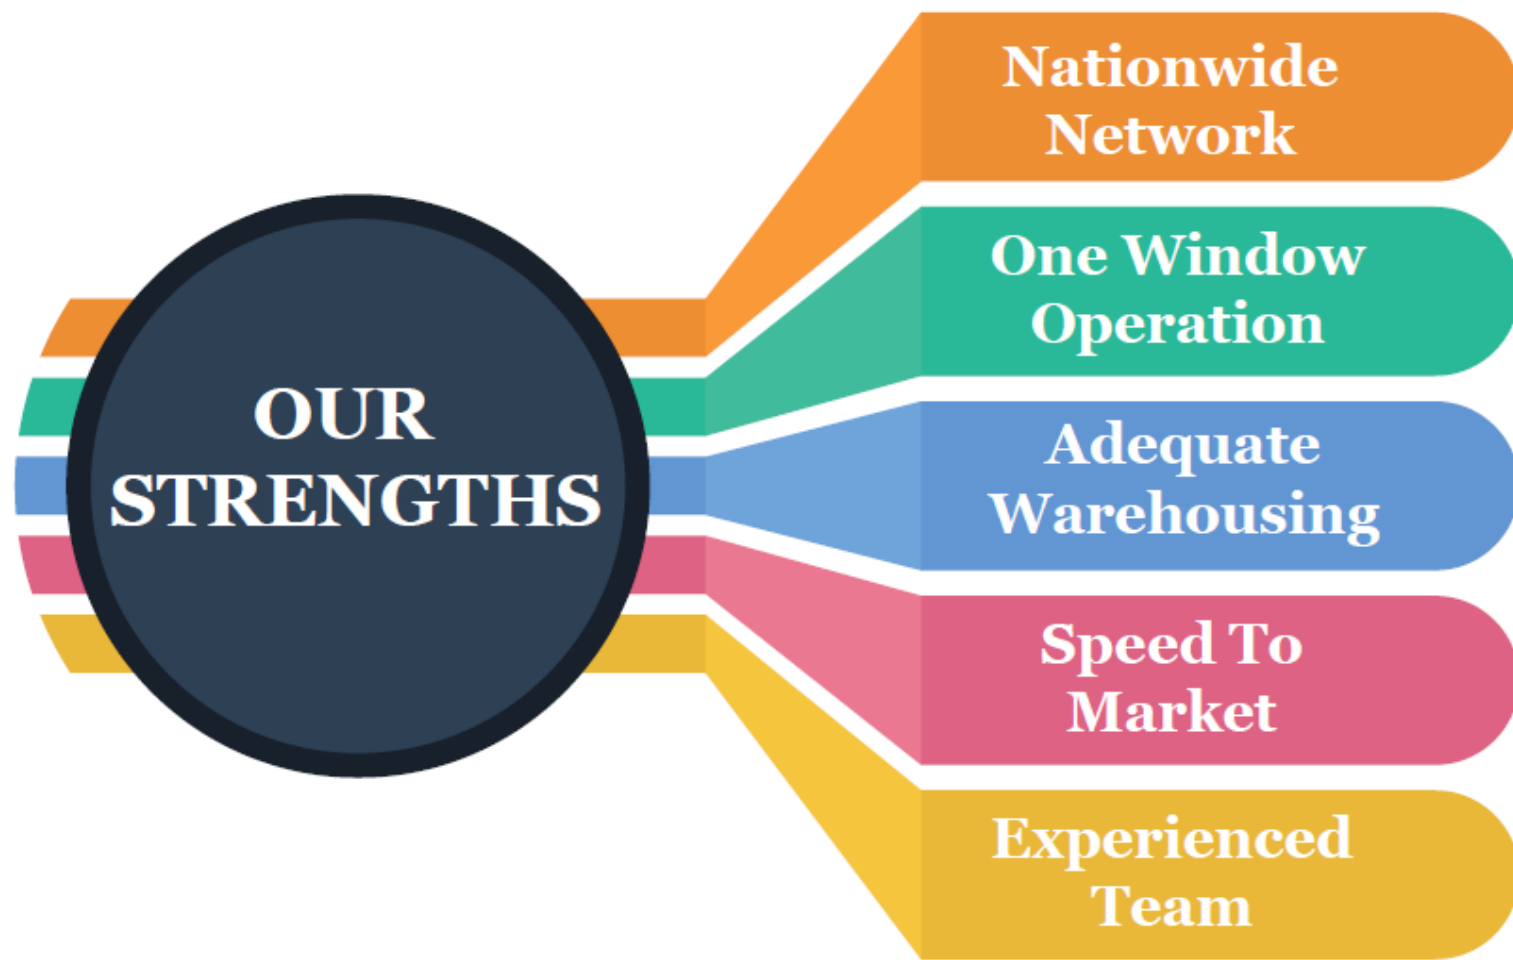 OUR
STRENGTHS
Nationwide
Network
One Window
Operation
Adequate
Warehousing
Speed To
Market
Experienced
Team